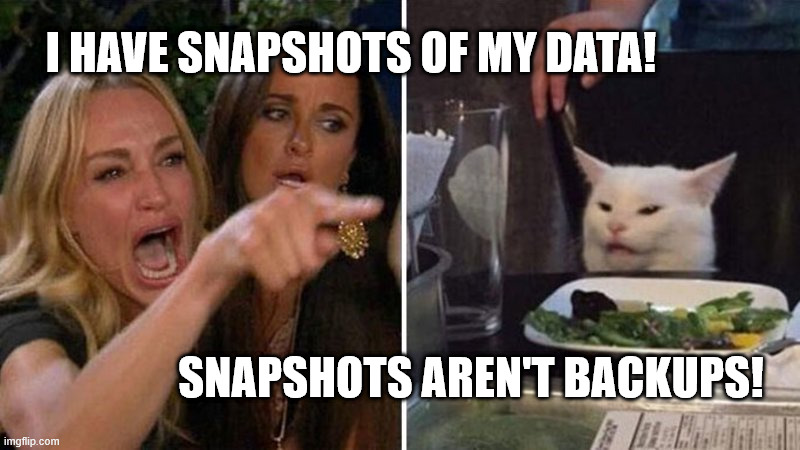 I HAVE SNAPSHOTS OF MY DATA!
SNAPSHOTS AREN'T BACKUPS!
imgflip.com